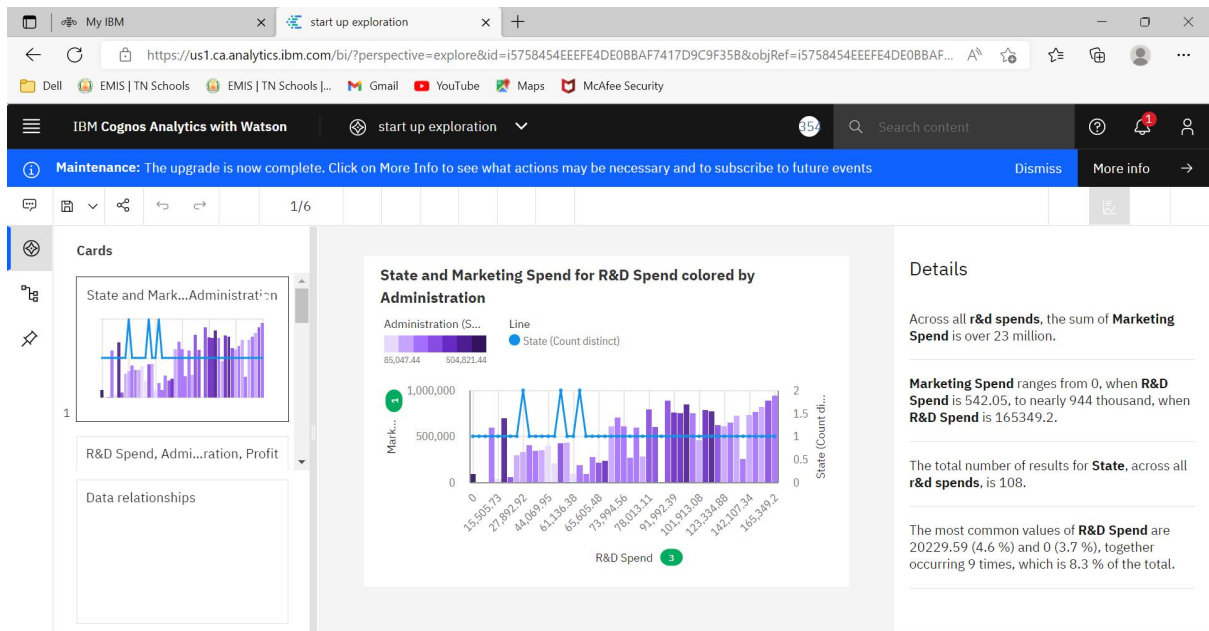 My IBM
start up exploration
https://us1.ca.analytics.ibm.com/bi/?perspective=explore&id=i5758454EEEFE4DE0BBAF7417D9C9F35B&objRef=i5758454EEEFE4DE0BBAF...
Dell
EMIS | TN Schools
EMIS | TN Schools |...
Gmail
YouTube
Maps
McAfee Security
IBM Cognos Analytics with Watson
start up exploration
354
Search content
1
Maintenance: The upgrade is now complete. Click on More Info to see what actions may be necessary and to subscribe to future events
Dismiss
More info
1/6
Cards
State and Mark...Administration
1
R&D Spend, Admi...ration, Profit
Data relationships
State and Marketing Spend for R&D Spend colored by
Administration
Administration (S...
85,047.44 504,821.44
Line
State (Count distinct)
1
Mark...
1,000,000
500,000
0
2
1.5
1
0.5
0
State (Count di...
0
15,505.73
27,892.92
44,069.95
61,136.38
65,605.48
73,994.56
78,013.11
91,992.39
101,913.08
123,334.88
142,107.34
165,349.2
R&D Spend 3
Details
Across all r&d spends, the sum of Marketing
Spend is over 23 million.
Marketing Spend ranges from 0, when R&D
Spend is 542.05, to nearly 944 thousand, when
R&D Spend is 165349.2.
The total number of results for State, across all
r&d spends, is 108.
The most common values of R&D Spend are
20229.59 (4.6 %) and 0 (3.7 %), together
occurring 9 times, which is 8.3 % of the total.